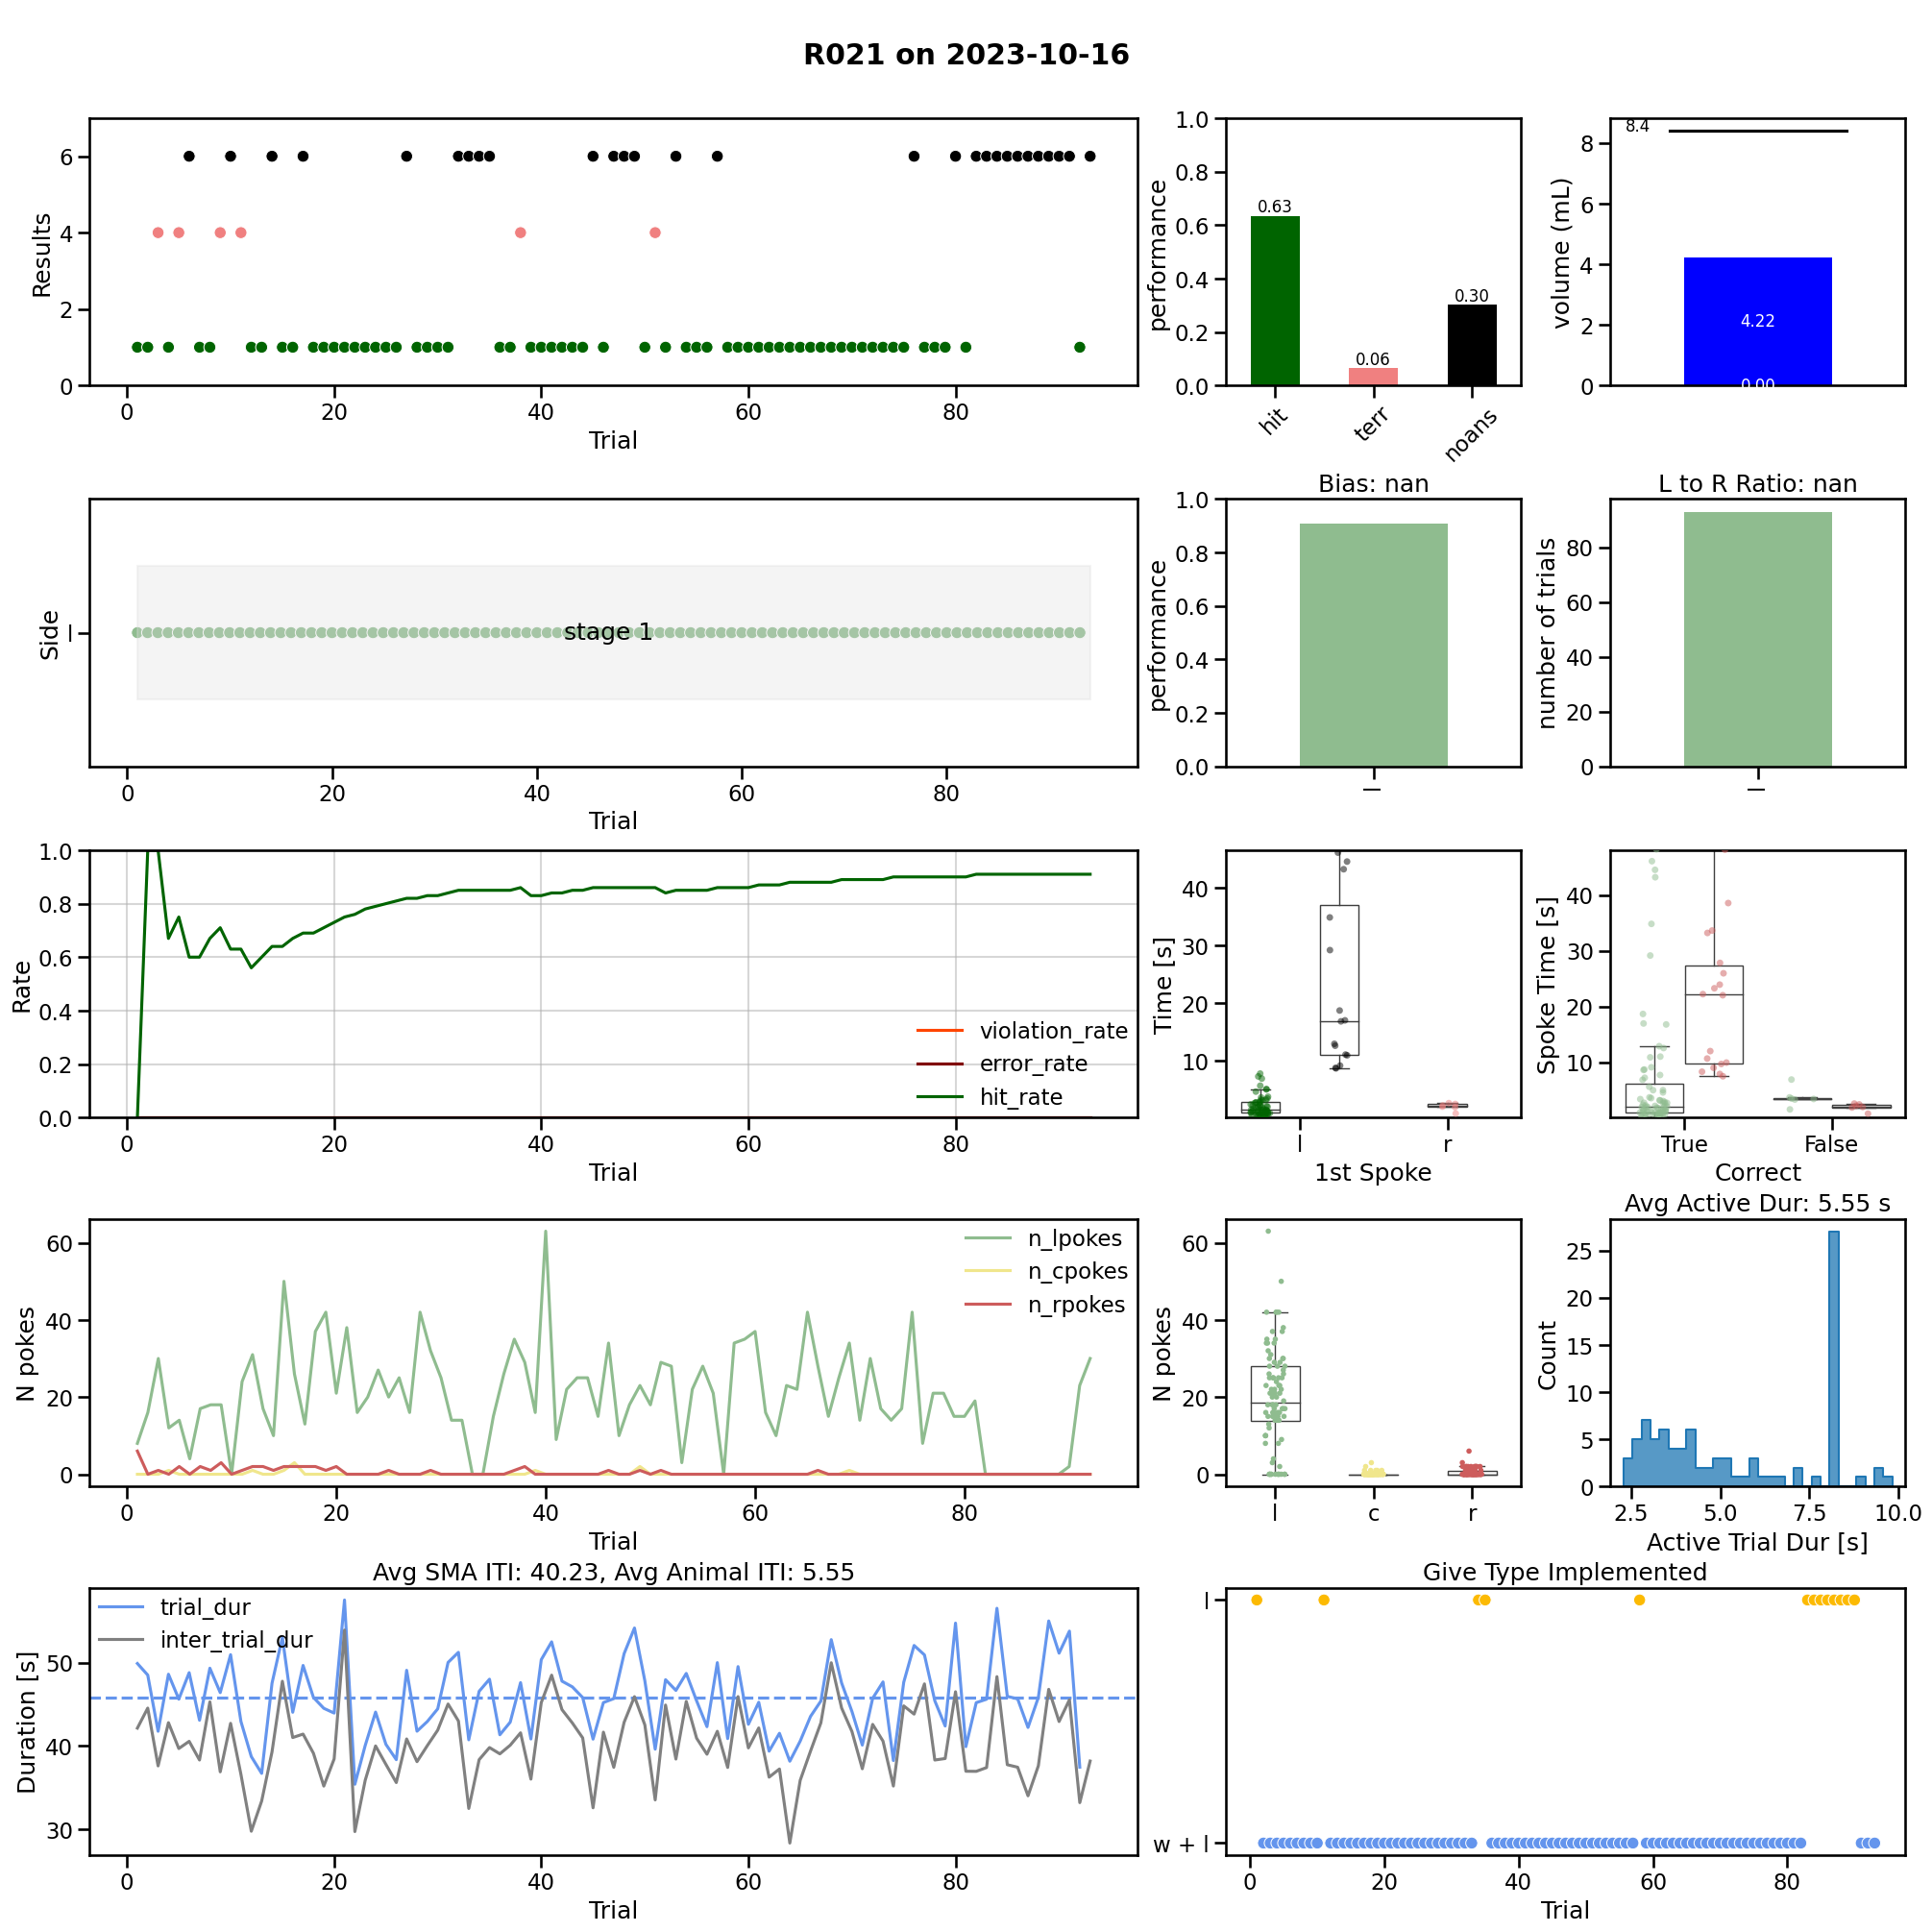 R021 on 2023-10-16
Results
6
4
2
0
0 20 40 60 80
Trial
performance
1.0
0.8
0.6
0.4
0.2
0.0
0.63
0.06
0.30
hit terr noans
volume (mL)
8
6
4
2
0
8.4
4.22
0.00
Side
l
stage 1
0 20 40 60 80
Trial
Bias: nan
performance
1.0
0.8
0.6
0.4
0.2
0.0
l
L to R Ratio: nan
number of trials
80
60
40
20
0
l
Rate
1.0
0.8
0.6
0.4
0.2
0.0
violation_rate
error_rate
hit_rate
0 20 40 60 80
Trial
Time [s]
40
30
20
10
l r
1st Spoke
Spoke Time [s]
40
30
20
10
True False
Correct
N pokes
60
40
20
0
n_lpokes
n_cpokes
n_rpokes
0 20 40 60 80
Trial
N pokes
60
40
20
0
l c r
Avg Active Dur: 5.55 s
Count
25
20
15
10
5
0
2.5 5.0 7.5 10.0
Active Trial Dur [s]
Avg SMA ITI: 40.23, Avg Animal ITI: 5.55
Duration [s]
50
40
30
trial_dur
inter_trial_dur
0 20 40 60 80
Trial
Give Type Implemented
l
w + l
0 20 40 60 80
Trial